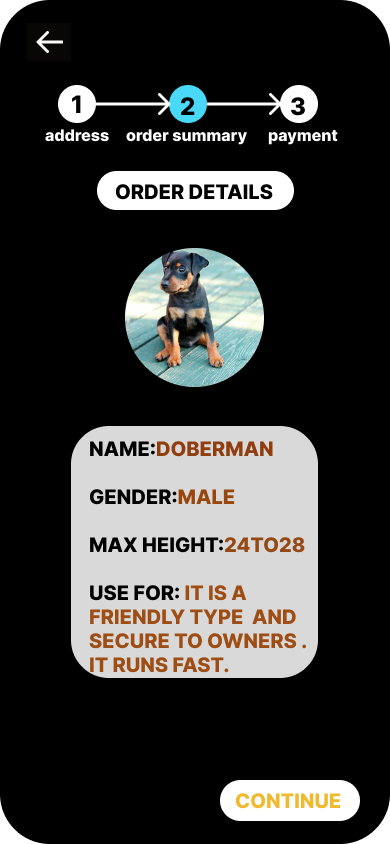 1 2 3
address order summary payment
ORDER DETAILS
NAME:DOBERMAN
GENDER:MALE
MAX HEIGHT:24TO28
USE FOR: IT IS A
FRIENDLY TYPE  AND
SECURE TO OWNERS .
IT RUNS FAST.
CONTINUE